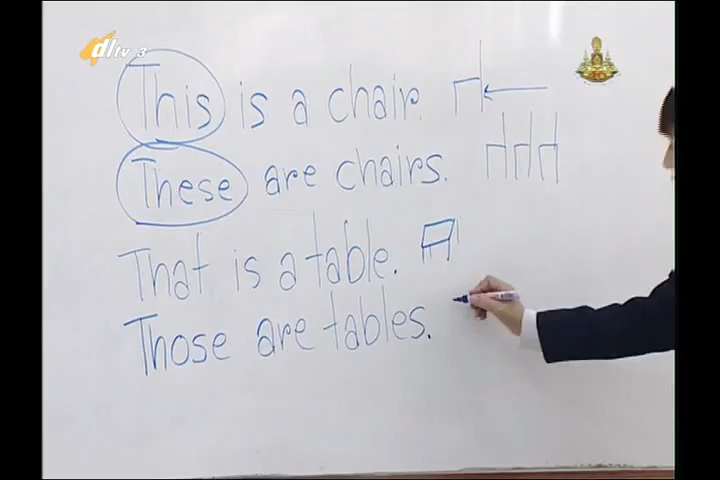 dltv 3
This is a chair.
These are chairs.
That is a table.
Those are tables.